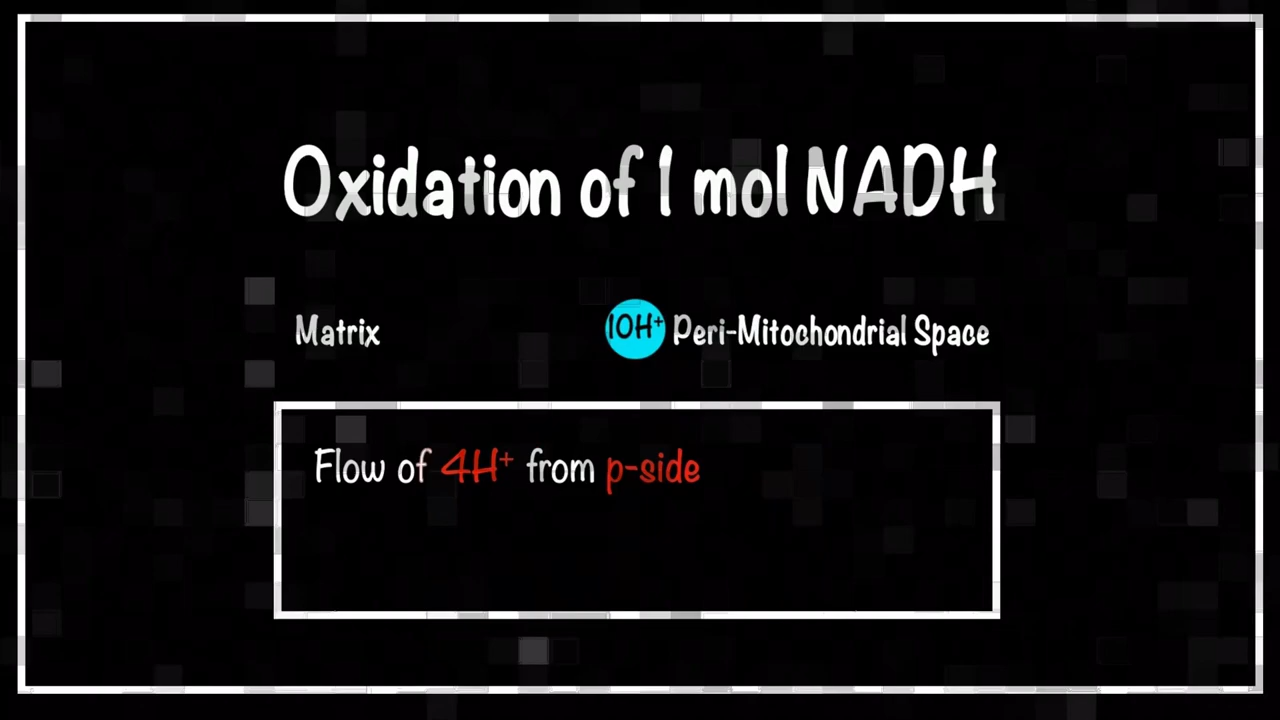 Oxidation of 1 mol NADH
Matrix 10H⁺ Peri-Mitochondrial Space
Flow of 4H⁺ from p-side